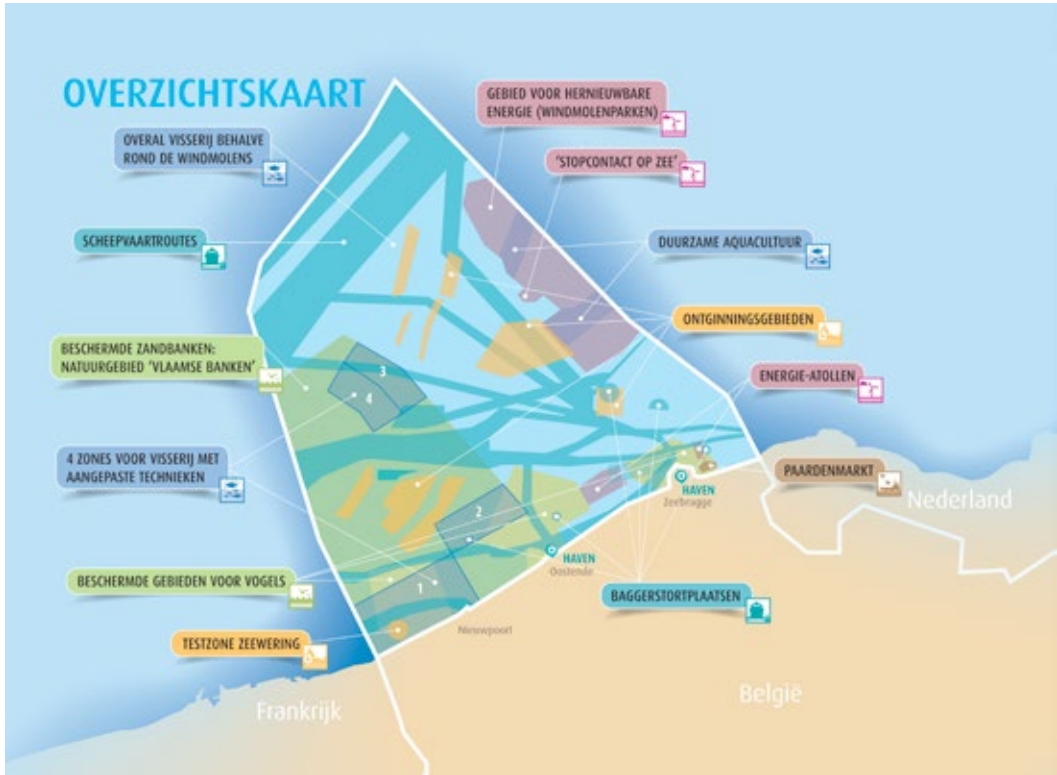 OVERZICHTSKAART
GEBIED VOOR HERNIEUWBARE
ENERGIE (WINDMOLENPARKEN)
OVERAL VISSERIJ BEHALVE
ROND DE WINDMOLENS
'STOPCONTACT OP ZEE'
SCHEEPVAARTROUTES
DUURZAME AQUACULTUUR
ONTGINNINGSGEBIEDEN
BESCHERMDE ZANDBANKEN:
NATUURGEBIED 'VLAAMSE BANKEN'
3
4
ENERGIE-ATOLLEN
4 ZONES VOOR VISSERIJ MET
AANGEPASTE TECHNIEKEN
PAARDENMARKT
HAVEN
Zeebrugge
Nederland
2
HAVEN
Oostende
BESCHERMDE GEBIEDEN VOOR VOGELS
1
BAGGERSTORTPLAATSEN
Nieuwpoort
TESTZONE ZEEWERING
België
Frankrijk